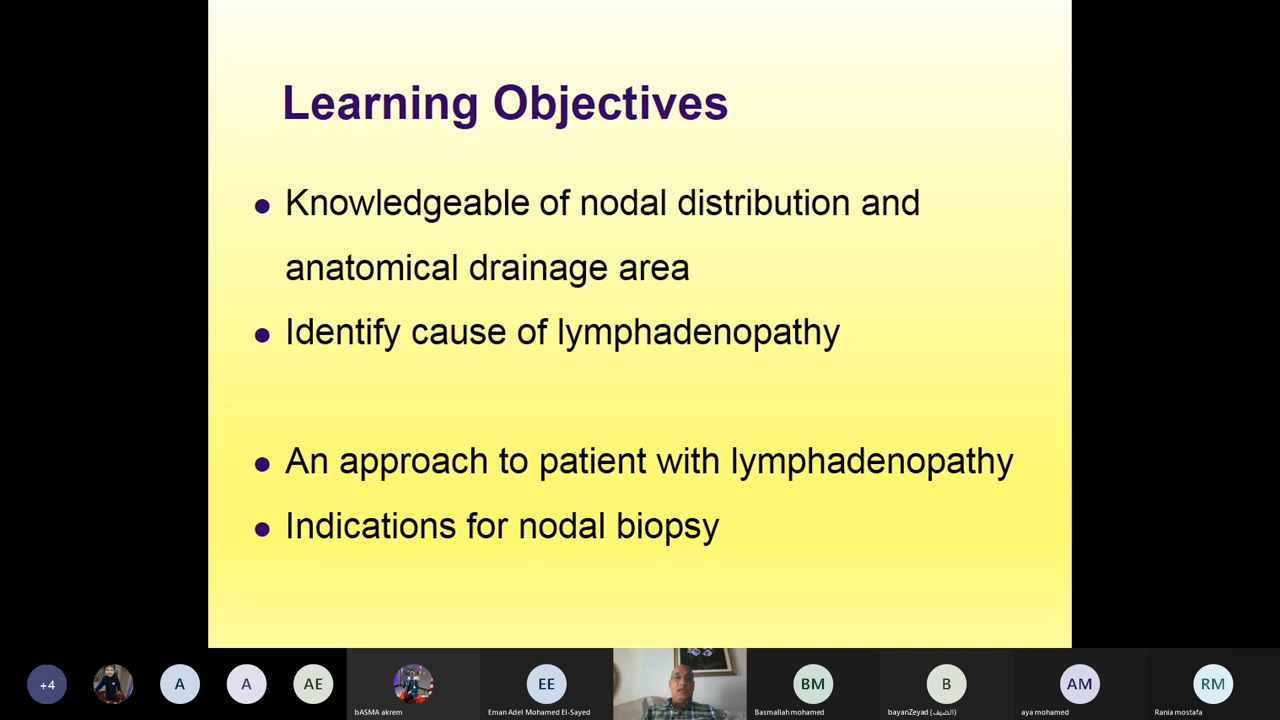 Learning Objectives
Knowledgeable of nodal distribution and
anatomical drainage area
Identify cause of lymphadenopathy
An approach to patient with lymphadenopathy
Indications for nodal biopsy
+4
A
A
AE
bASMA akrem
EE
Eman Adel Mohamed El-Sayed
BM
Basmallah mohamed
B
bayanZeyad (الضيف)
AM
aya mohamed
RM
Rania mostafa